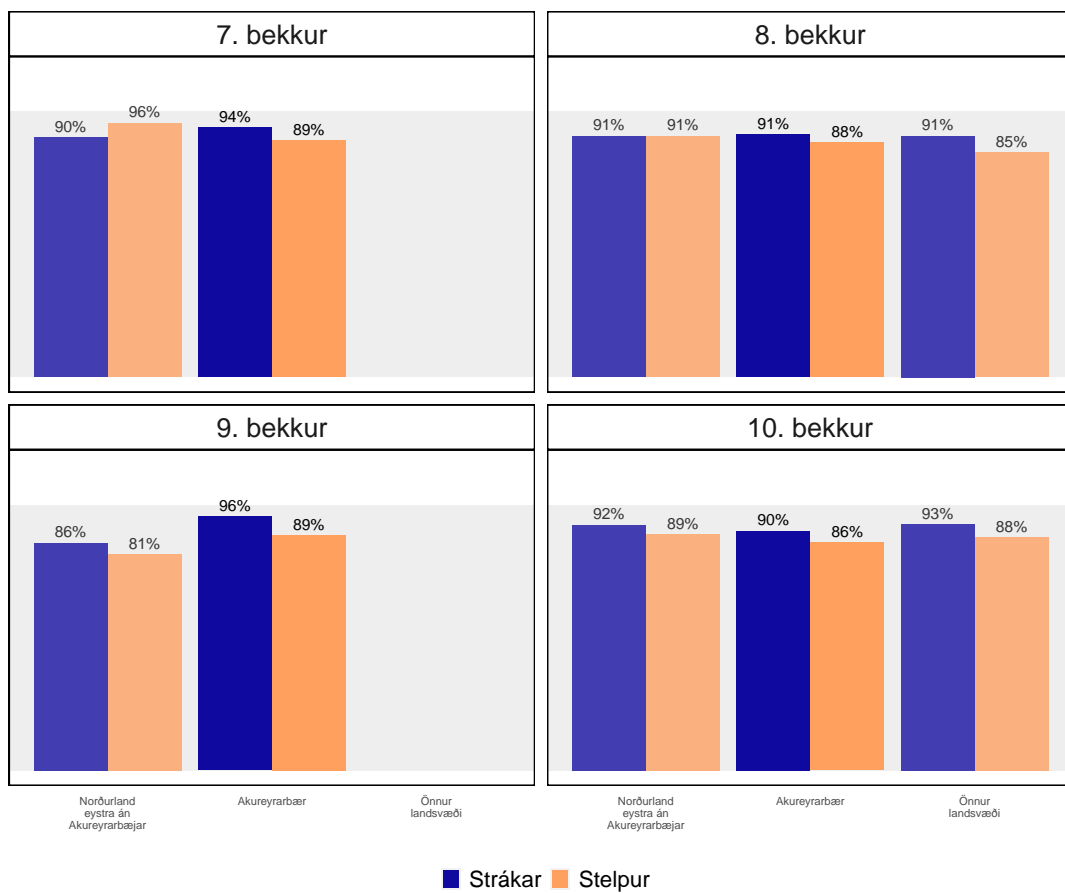 7. bekkur
90% 96% 94% 89%
8. bekkur
91% 91% 91% 88% 91% 85%
9. bekkur
86% 81% 96% 89%
10. bekkur
92% 89% 90% 86% 93% 88%
Norðurland
eystra án
Akureyrarbæjar
Akureyrarbær
Önnur
landsvæði
Norðurland
eystra án
Akureyrarbæjar
Akureyrarbær
Önnur
landsvæði
Strákar Stelpur